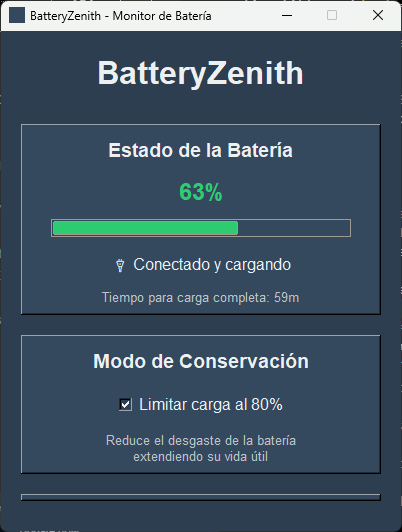 BatteryZenith - Monitor de Batería
BatteryZenith
Estado de la Batería
63%
Conectado y cargando
Tiempo para carga completa: 59m
Modo de Conservación
Limitar carga al 80%
Reduce el desgaste de la batería
extendiendo su vida útil